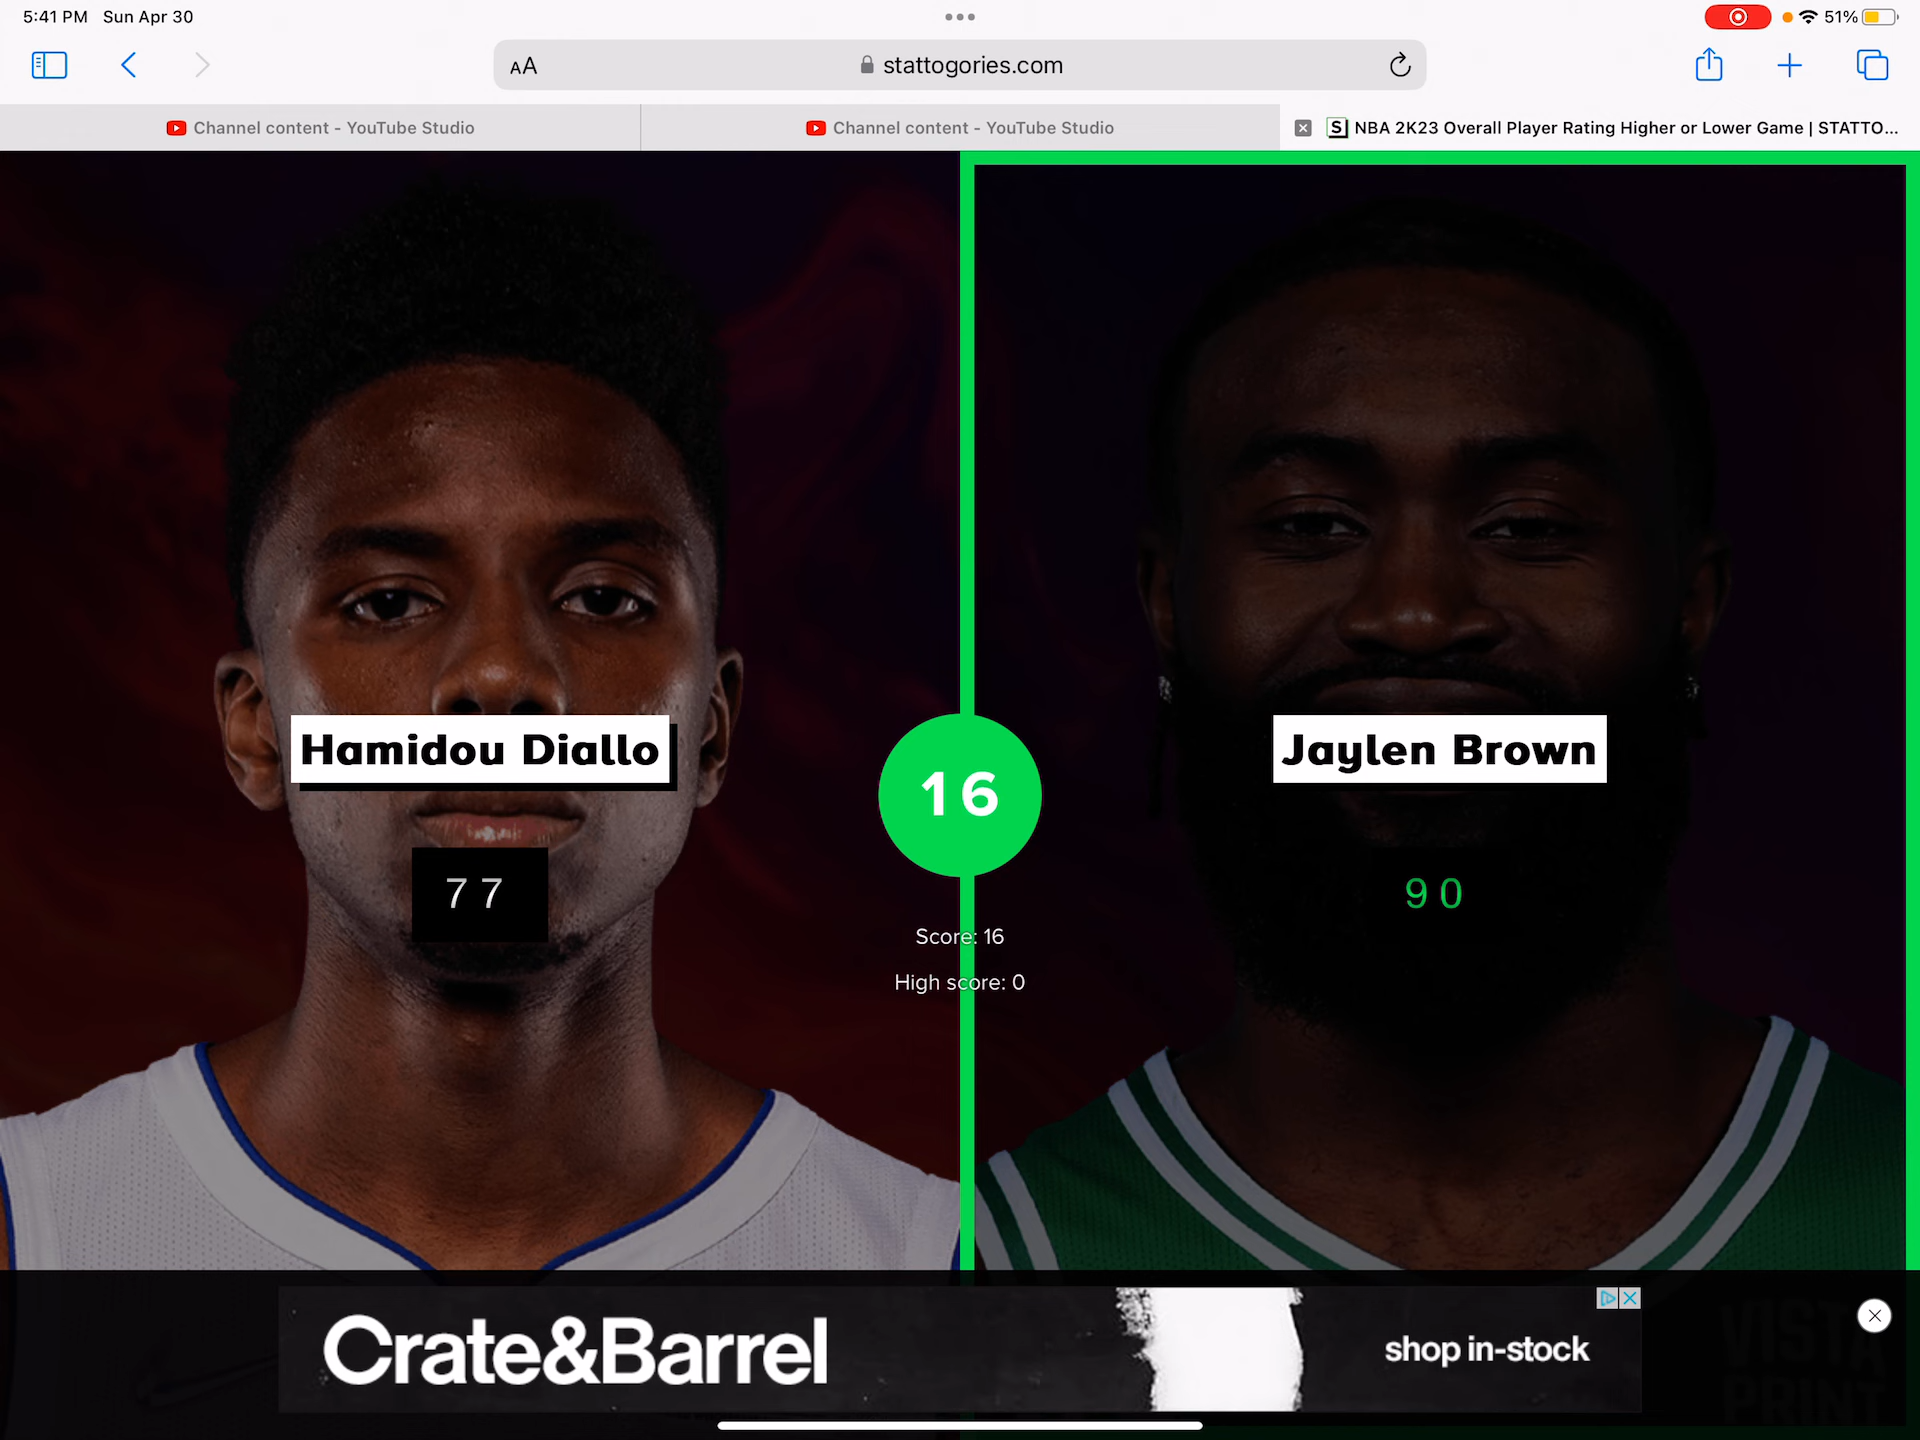 5:41 PM Sun Apr 30
51%
AA
stattogories.com
Channel content - YouTube Studio
Channel content - YouTube Studio
S NBA 2K23 Overall Player Rating Higher or Lower Game | STATTO...
Hamidou Diallo
Jaylen Brown
16
77
90
Score: 16
High score: 0
Crate&Barrel
shop in-stock
VISTA
PRINT